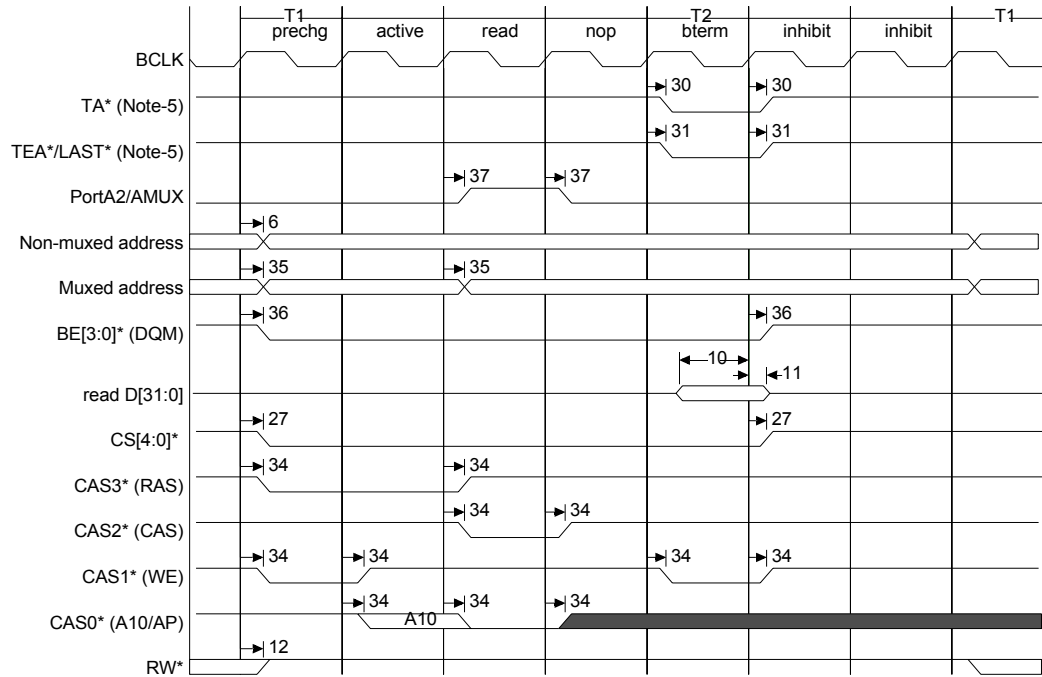 T1 T2 T1
prechg active read nop bterm inhibit inhibit
BCLK
30 30
TA* (Note-5)
31 31
TEA*/LAST* (Note-5)
37 37
PortA2/AMUX
6
Non-muxed address
35 35
Muxed address
36 36
BE[3:0]* (DQM)
10
11
read D[31:0]
27 27
CS[4:0]*
34 34
CAS3* (RAS)
34 34
CAS2* (CAS)
34 34 34 34
CAS1* (WE)
34 34 34
CAS0* (A10/AP) A10
12
RW*